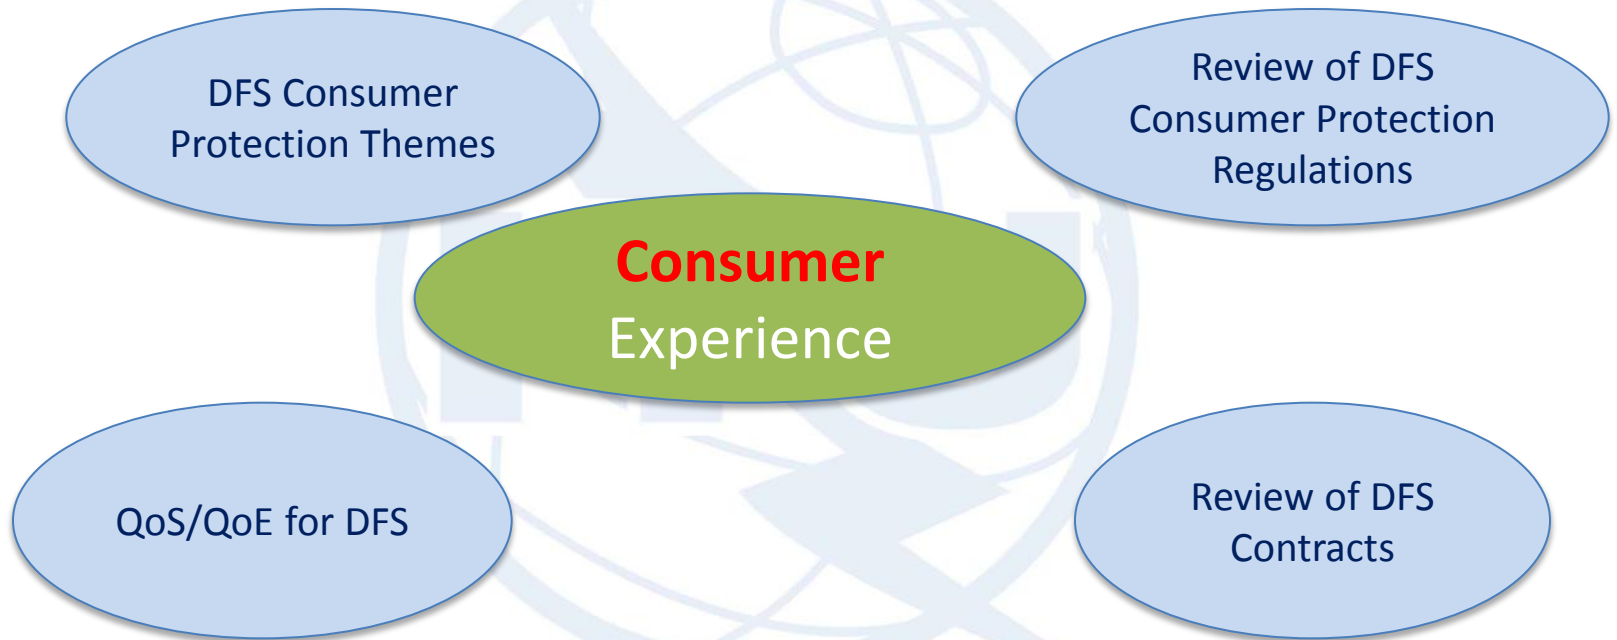 DFS Consumer
Protection Themes
Review of DFS
Consumer Protection
Regulations
Consumer
Experience
QoS/QoE for DFS
Review of DFS
Contracts